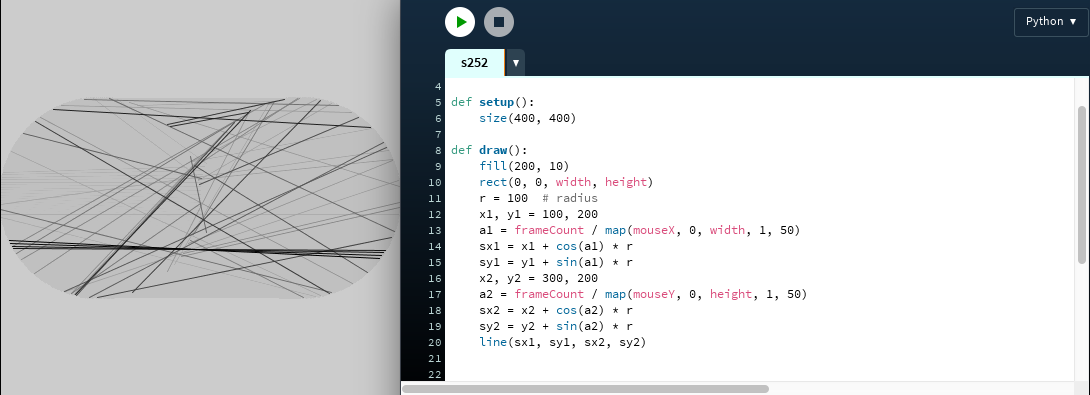 Python ▼
s252 ▼
4
5 def setup():
6 size(400, 400)
7
8 def draw():
9 fill(200, 10)
10 rect(0, 0, width, height)
11 r = 100 # radius
12 x1, y1 = 100, 200
13 a1 = frameCount / map(mouseX, 0, width, 1, 50)
14 sx1 = x1 + cos(a1) * r
15 sy1 = y1 + sin(a1) * r
16 x2, y2 = 300, 200
17 a2 = frameCount / map(mouseY, 0, height, 1, 50)
18 sx2 = x2 + cos(a2) * r
19 sy2 = y2 + sin(a2) * r
20 line(sx1, sy1, sx2, sy2)
21
22